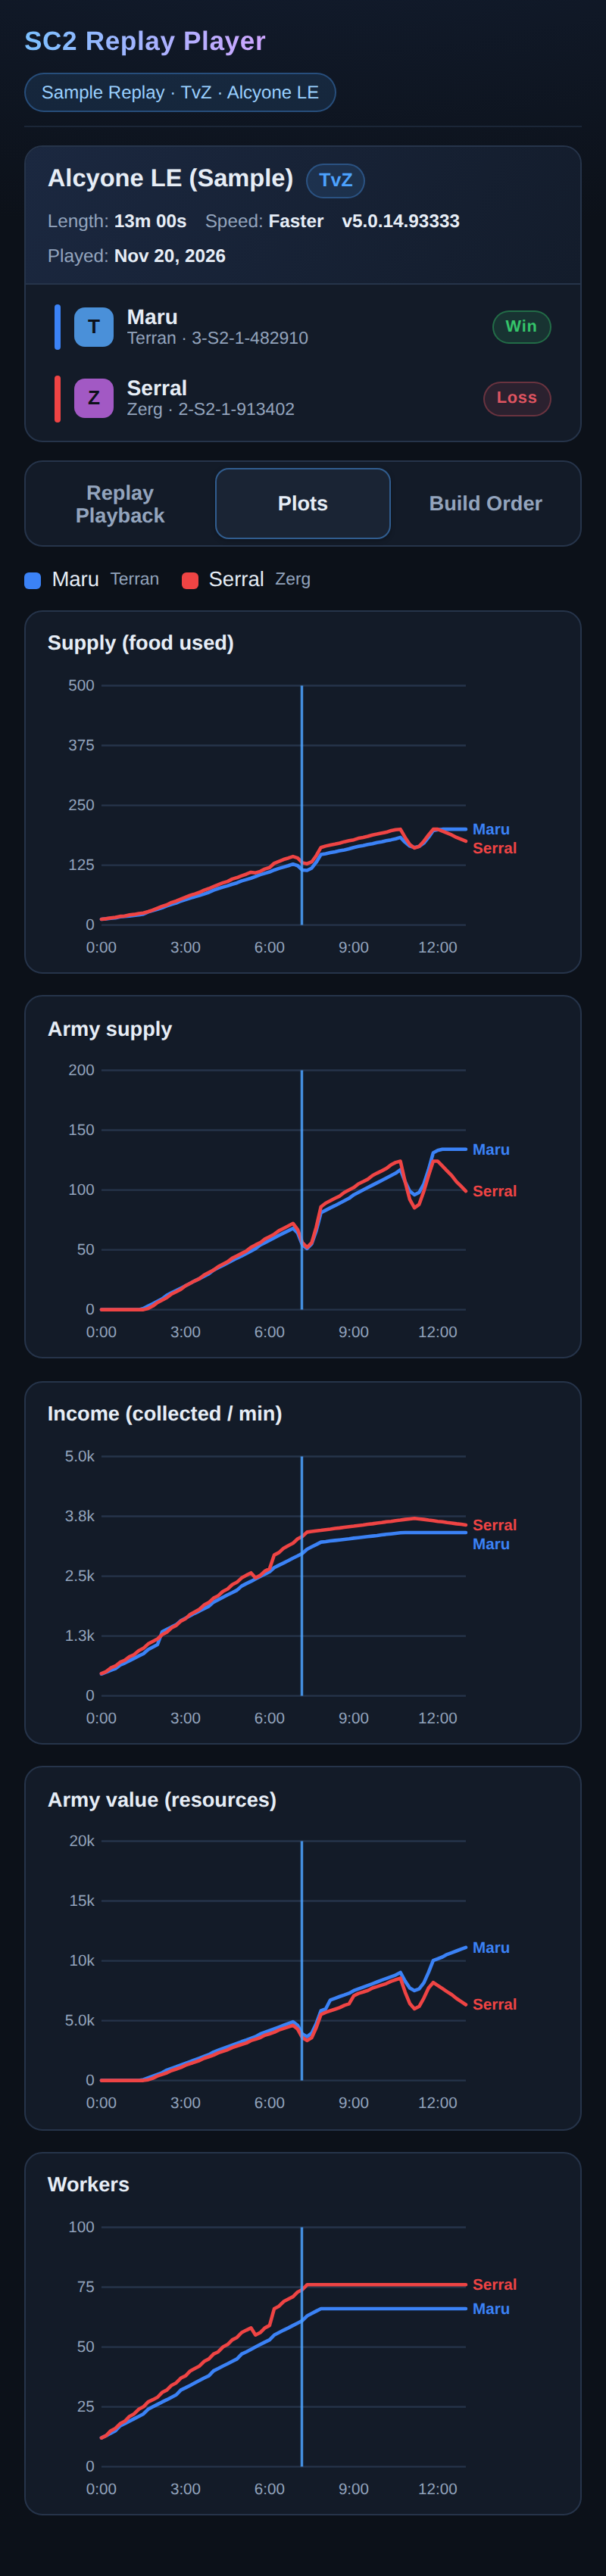 SC2 Replay Player
Sample Replay · TvZ · Alcyone LE
Alcyone LE (Sample) TvZ
Length: 13m 00s Speed: Faster v5.0.14.93333
Played: Nov 20, 2026
T Maru Win
Terran · 3-S2-1-482910
Z Serral Loss
Zerg · 2-S2-1-913402
Replay
Playback
Plots
Build Order
Maru Terran Serral Zerg
Supply (food used)
500
375
250
125
0
Maru
Serral
0:00 3:00 6:00 9:00 12:00
Army supply
200
150
100
50
0
Maru
Serral
0:00 3:00 6:00 9:00 12:00
Income (collected / min)
5.0k
3.8k
2.5k
1.3k
0
Serral
Maru
0:00 3:00 6:00 9:00 12:00
Army value (resources)
20k
15k
10k
5.0k
0
Maru
Serral
0:00 3:00 6:00 9:00 12:00
Workers
100
75
50
25
0
Serral
Maru
0:00 3:00 6:00 9:00 12:00